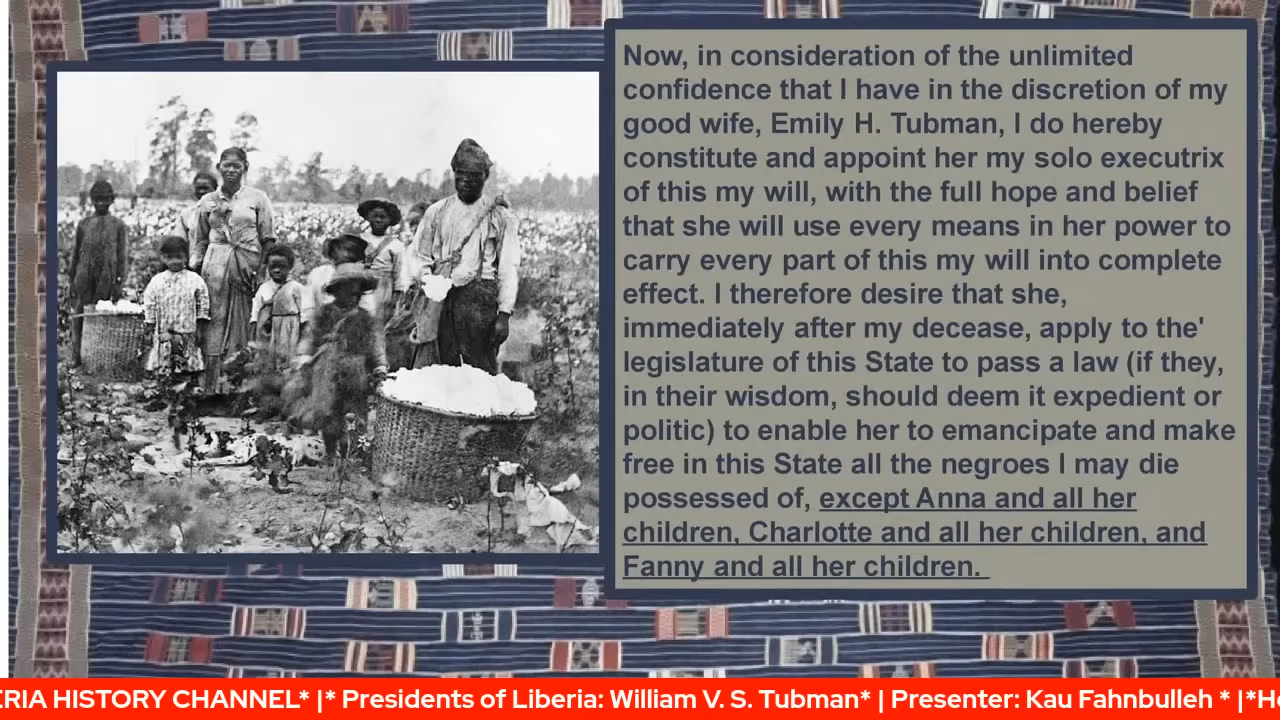 Now, in consideration of the unlimited
confidence that I have in the discretion of my
good wife, Emily H. Tubman, I do hereby
constitute and appoint her my solo executrix
of this my will, with the full hope and belief
that she will use every means in her power to
carry every part of this my will into complete
effect. I therefore desire that she,
immediately after my decease, apply to the'
legislature of this State to pass a law (if they,
in their wisdom, should deem it expedient or
politic) to enable her to emancipate and make
free in this State all the negroes I may die
possessed of, except Anna and all her
children, Charlotte and all her children, and
Fanny and all her children.
ERIA HISTORY CHANNEL* |* Presidents of Liberia: William V. S. Tubman* | Presenter: Kau Fahnbulleh * |*H